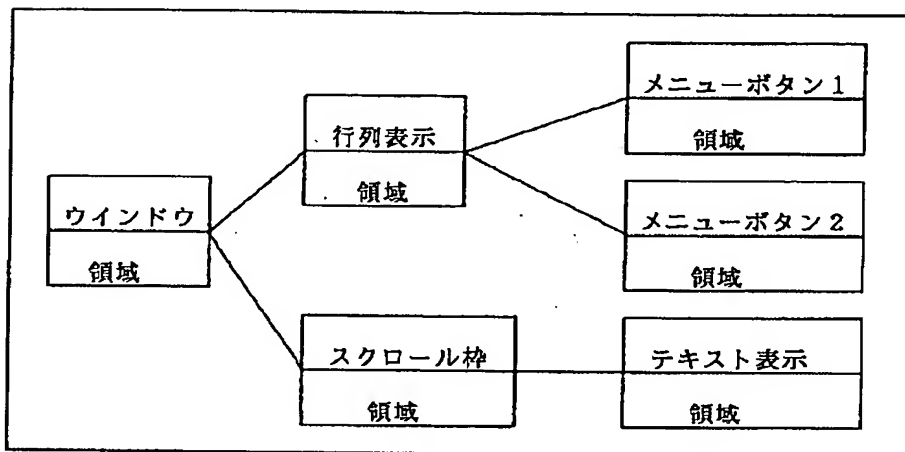 メニューボタン1
領域
行列表示
領域
ウインドウ
領域
メニューボタン2
領域
スクロール枠
領域
テキスト表示
領域